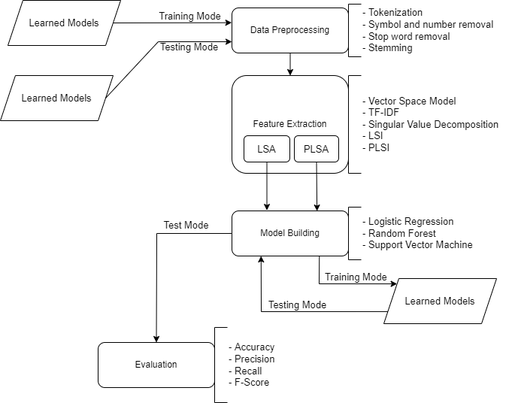 Learned Models
Training Mode
Testing Mode
Learned Models
Data Preprocessing
- Tokenization
- Symbol and number removal
- Stop word removal
- Stemming
Feature Extraction
LSA
PLSA
- Vector Space Model
- TF-IDF
- Singular Value Decomposition
- LSI
- PLSI
Test Mode
Model Building
- Logistic Regression
- Random Forest
- Support Vector Machine
Training Mode
Testing Mode
Learned Models
Evaluation
- Accuracy
- Precision
- Recall
- F-Score